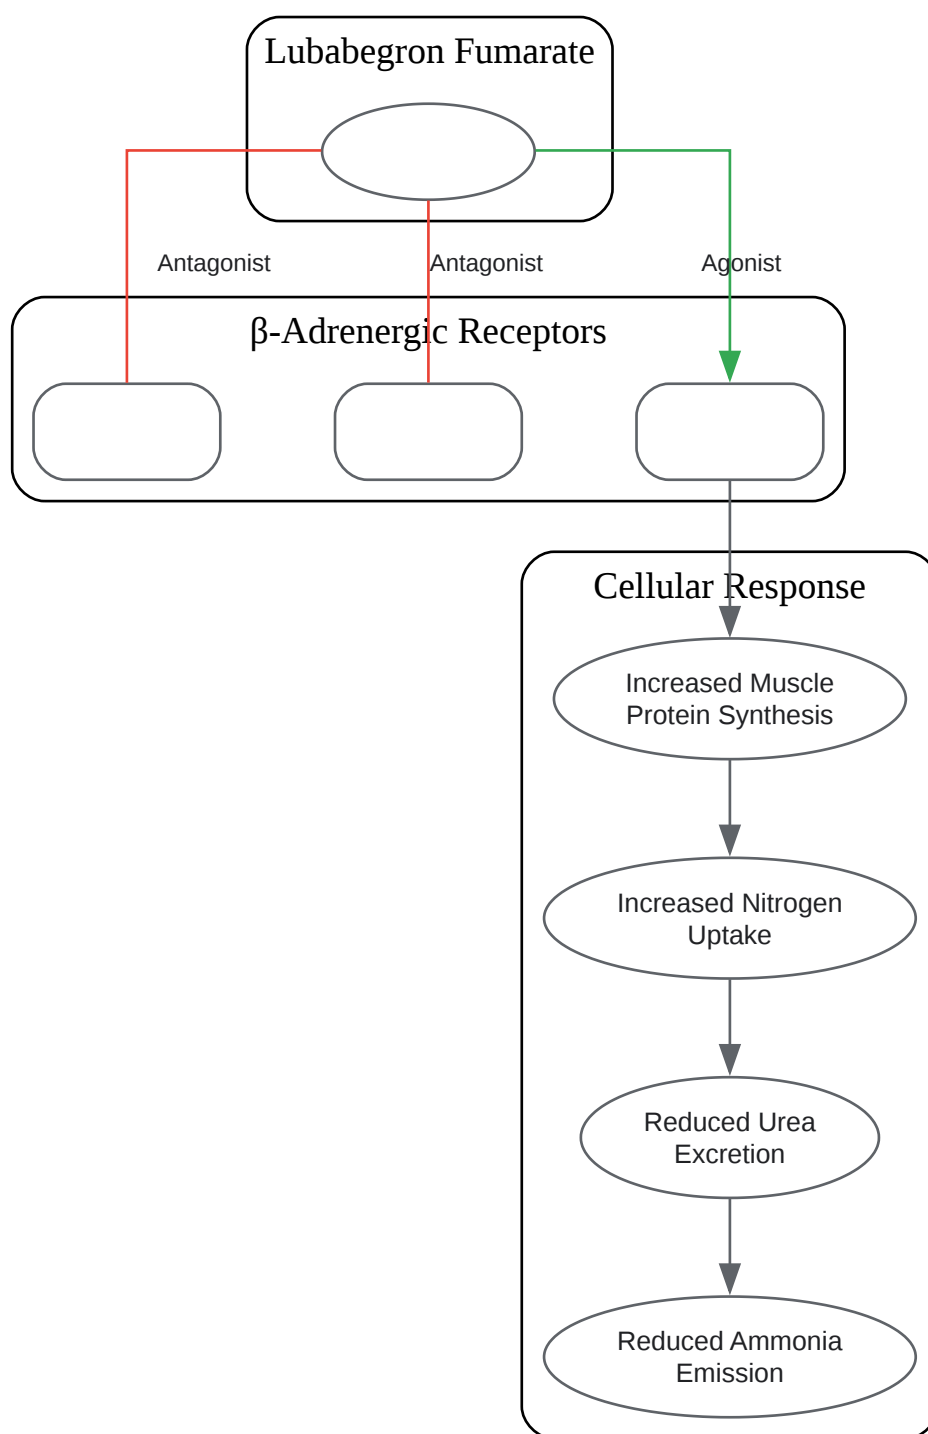 Lubabegron Fumarate
Antagonist
Antagonist
Agonist
β-Adrenergic Receptors
Cellular Response
Increased Muscle
Protein Synthesis
Increased Nitrogen
Uptake
Reduced Urea
Excretion
Reduced Ammonia
Emission